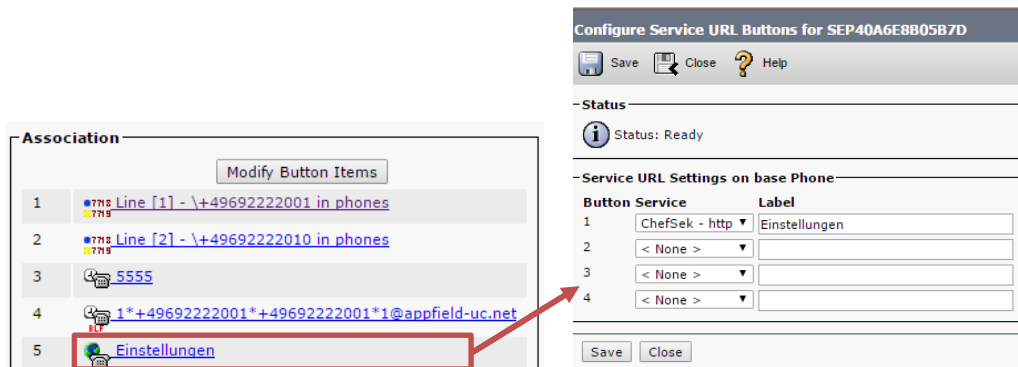 Association
Modify Button Items
1 Line [1] - \+49692222001 in phones
2 Line [2] - \+49692222010 in phones
3 5555
4 1*+49692222001*+49692222001*1@appfield-uc.net
BLF
5 Einstellungen
Configure Service URL Buttons for SEP40A6E8B05B7D
Save Close Help
Status
Status: Ready
Service URL Settings on base Phone
Button Service Label
1 ChefSek - http Einstellungen
2 < None >
3 < None >
4 < None >
Save Close